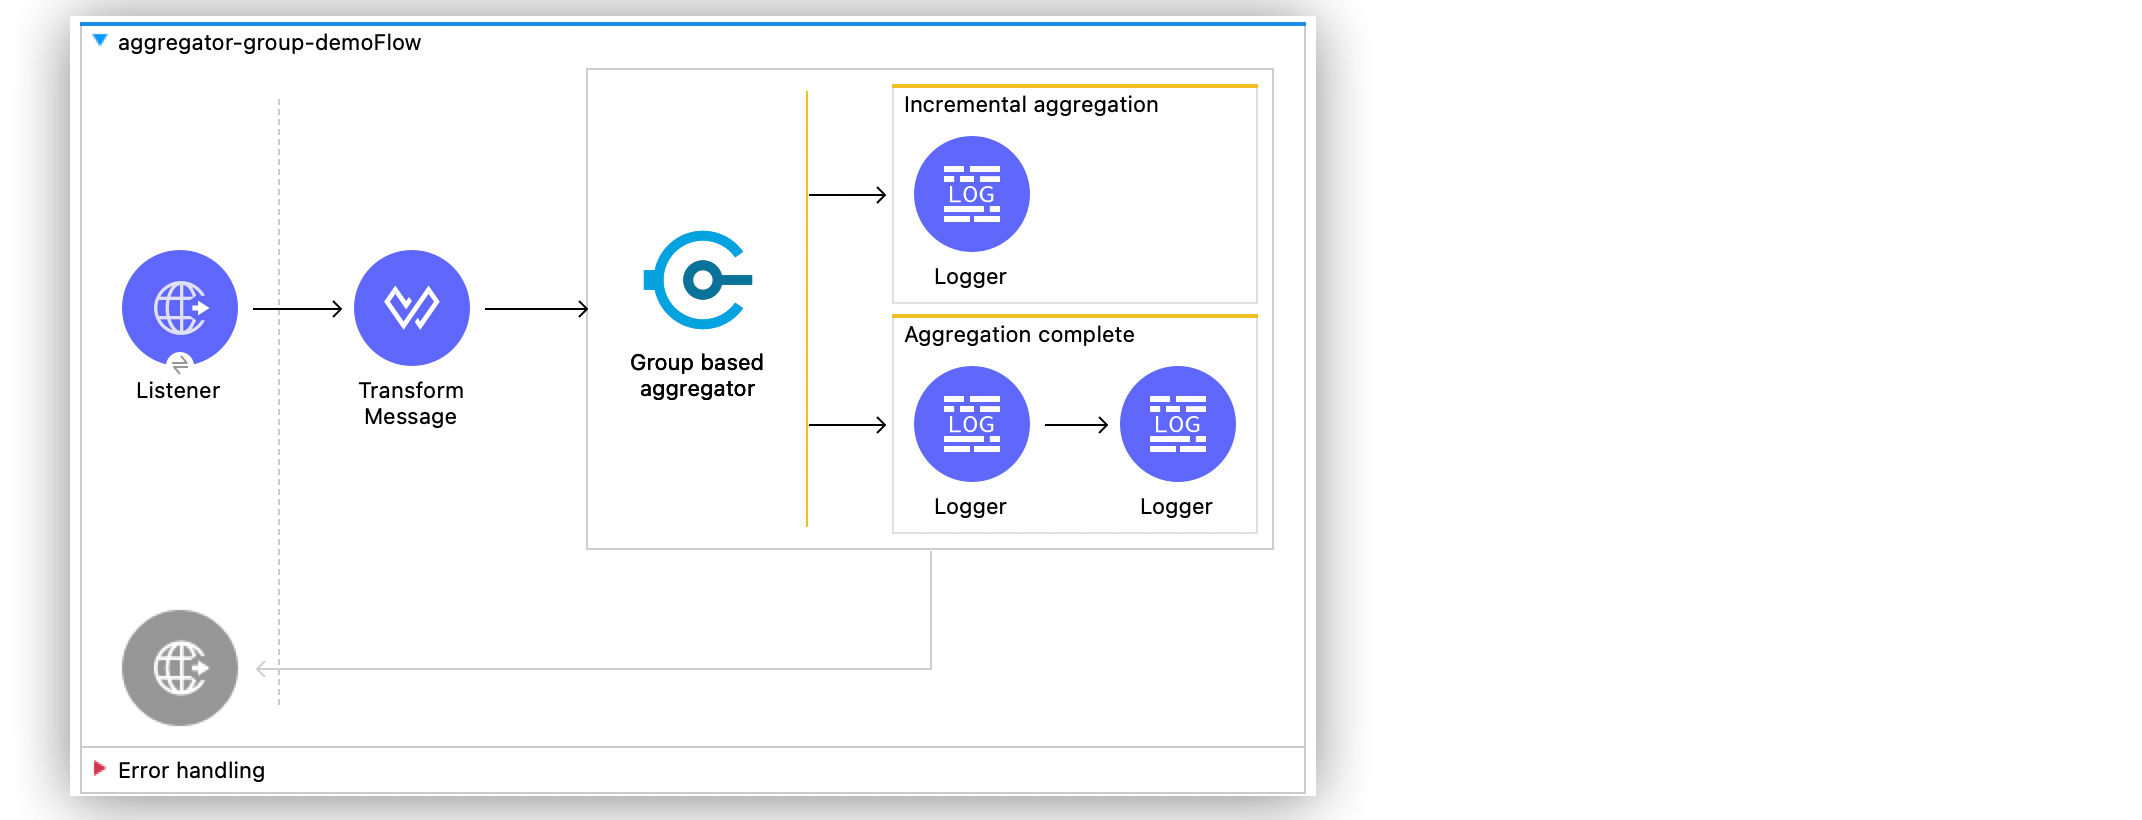 aggregator-group-demoFlow
Incremental aggregation
LOG
Logger
Listener
Transform
Message
Group based
aggregator
Aggregation complete
LOG
LOG
Logger
Logger
Error handling